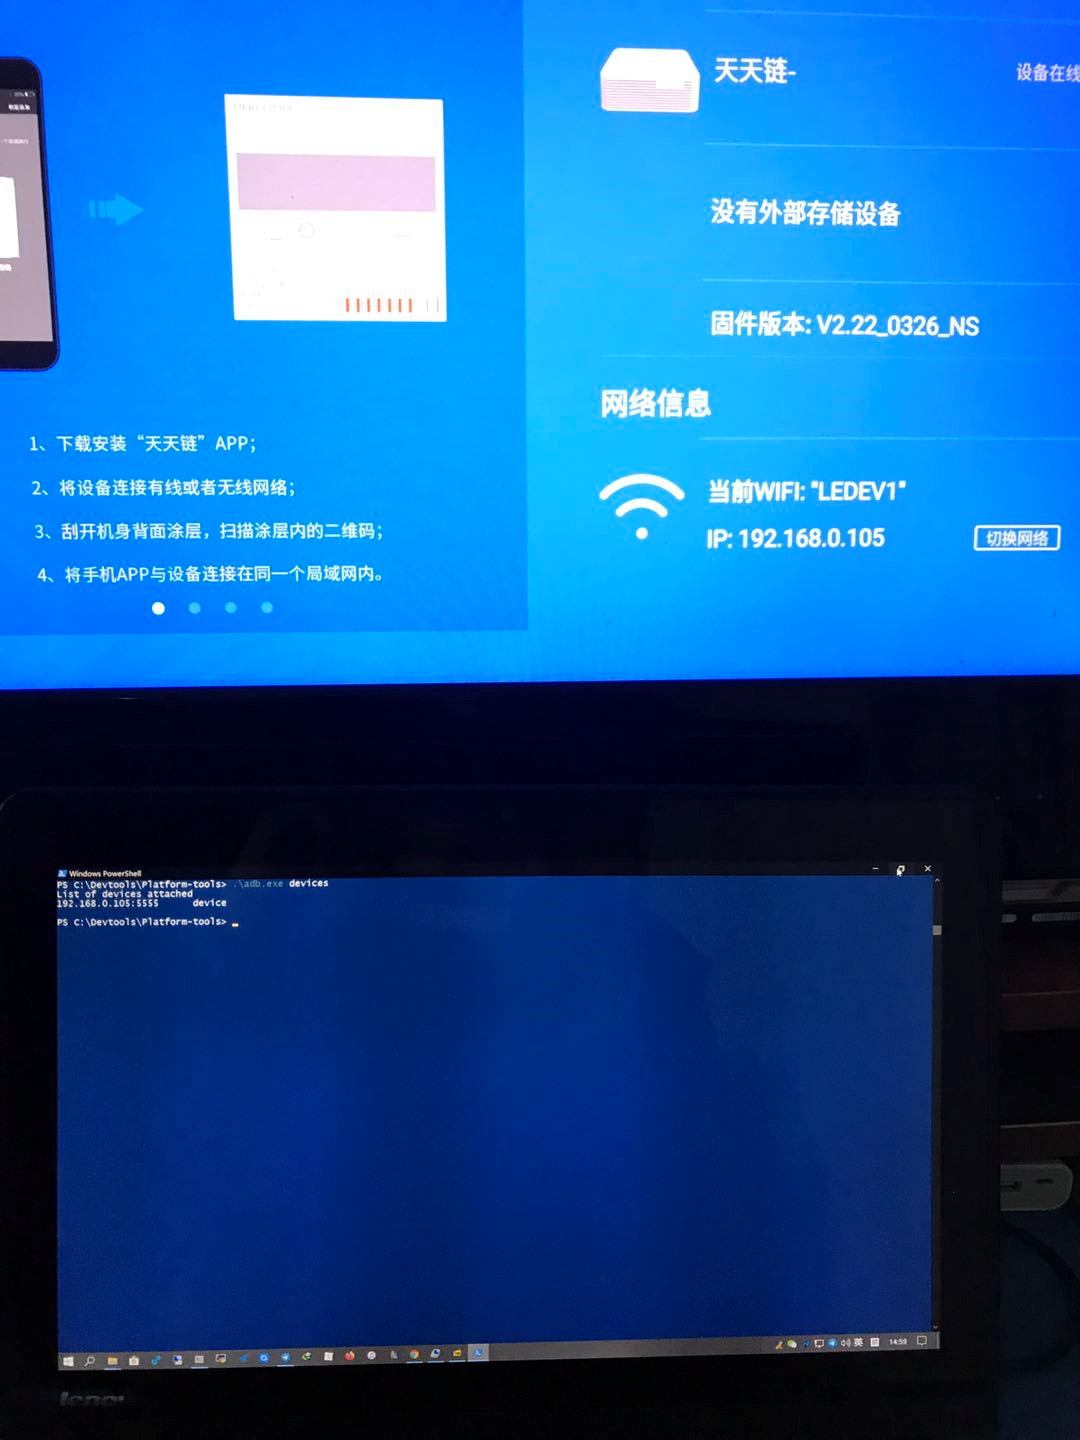 天天链-
设备在线
没有外部存储设备
固件版本: V2.22_0326_NS
网络信息
当前WIFI: "LEDEV1"
IP: 192.168.0.105
切换网络
1、下载安装“天天链”APP；
2、将设备连接有线或者无线网络；
3、刮开机身背面涂层，扫描涂层内的二维码；
4、将手机APP与设备连接在同一个局域网内。
Windows PowerShell
PS C:\Devtools\Platform-tools> .\adb.exe devices
List of devices attached
192.168.0.105:5555 device
PS C:\Devtools\Platform-tools>
英
14:59